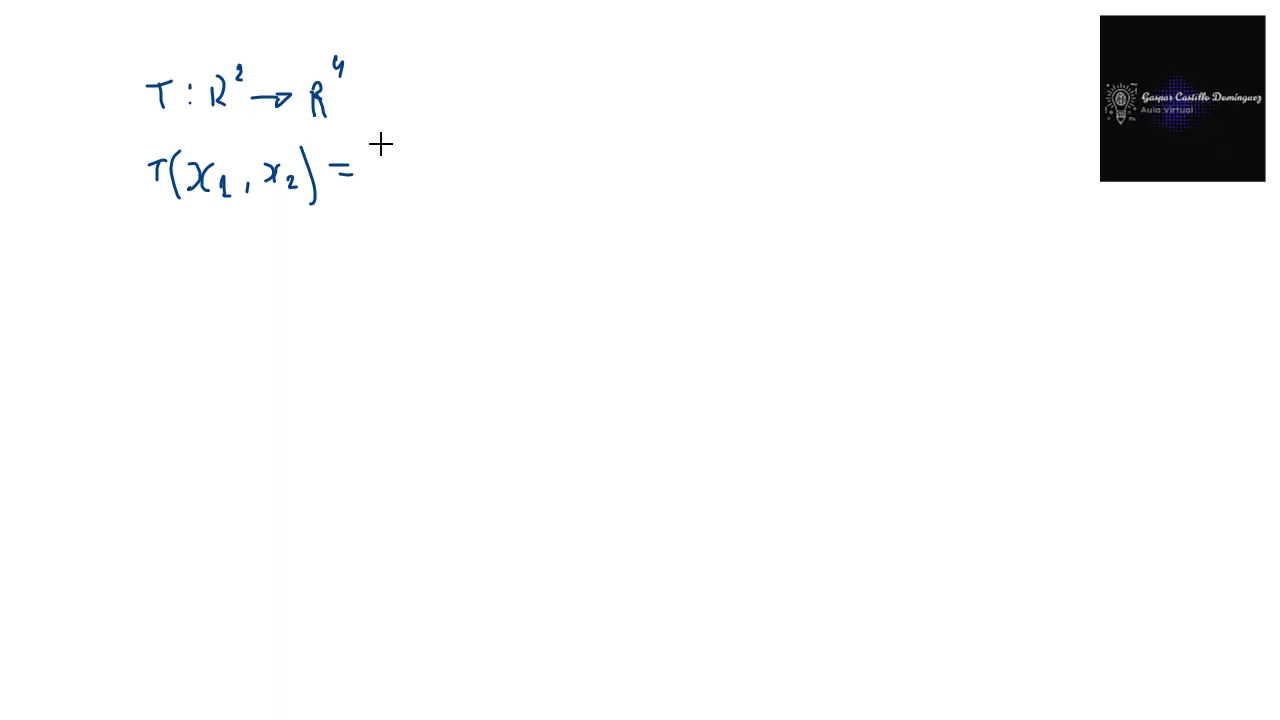 T : R² → R⁴
T(x₁, x₂) =
Gaspar Castillo Domínguez
Aula Virtual